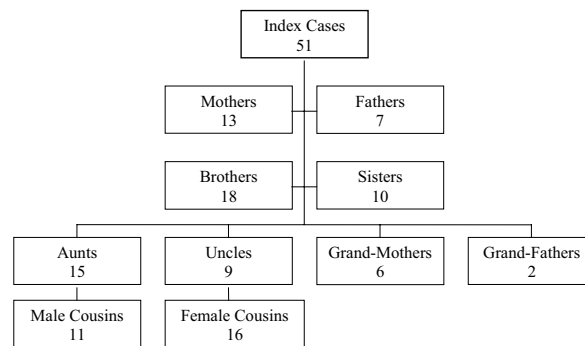 Index Cases
51
Mothers
13
Fathers
7
Brothers
18
Sisters
10
Aunts
15
Uncles
9
Grand-Mothers
6
Grand-Fathers
2
Male Cousins
11
Female Cousins
16